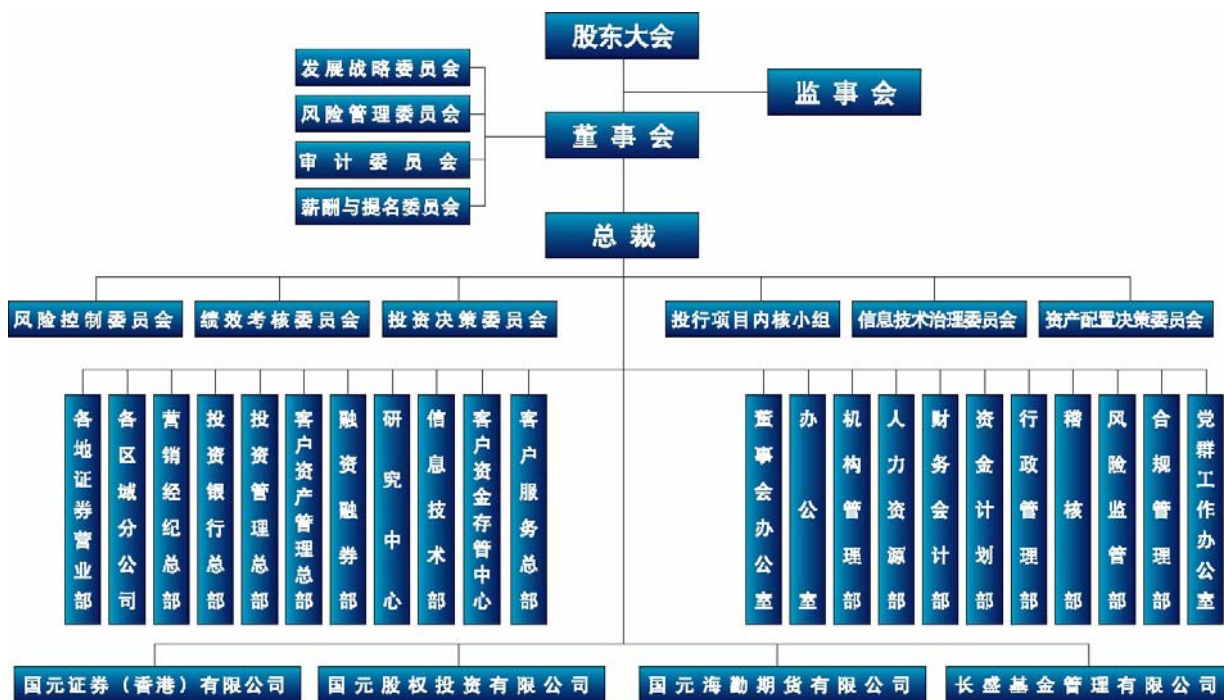 股东大会
发展战略委员会
监事会
风险管理委员会
董事会
审计委员会
薪酬与提名委员会
总裁
风险控制委员会
绩效考核委员会
投资决策委员会
投行项目内核小组
信息技术治理委员会
资产配置决策委员会
各地证券营业部
各区域分公司
营销经纪总部
投资银行总部
投资管理总部
客户资产管理总部
融资融券部
研究中心
信息技术部
客户资金存管中心
客户服务总部
董事会办公室
办公室
机构管理部
人力资源部
财务会计部
资金计划部
行政管理部
稽核部
风险监管部
合规管理部
党群工作办公室
国元证券（香港）有限公司
国元股权投资有限公司
国元海勤期货有限公司
长盛基金管理有限公司